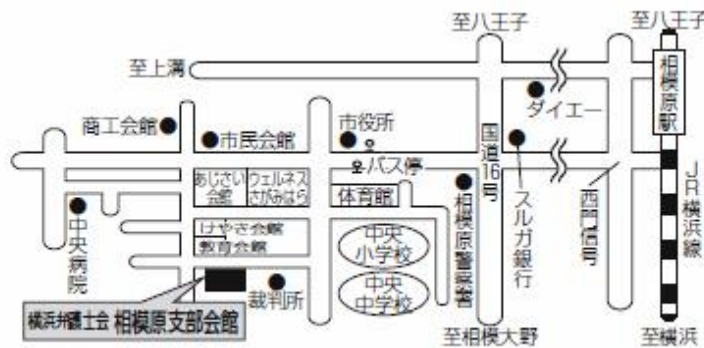 至八王子
至八王子
至上溝
相模原駅
ダイエー
商工会館
市民会館
市役所
国道16号
バス停
スルガ銀行
西門信号
JR横浜線
あじさい
会館
ウェルネス
さがみはら
体育館
相模原警察署
中央病院
けやき会館
教育会館
中央
小学校
中央
中学校
裁判所
横浜弁護士会 相模原支部会館
至相模大野
至横浜